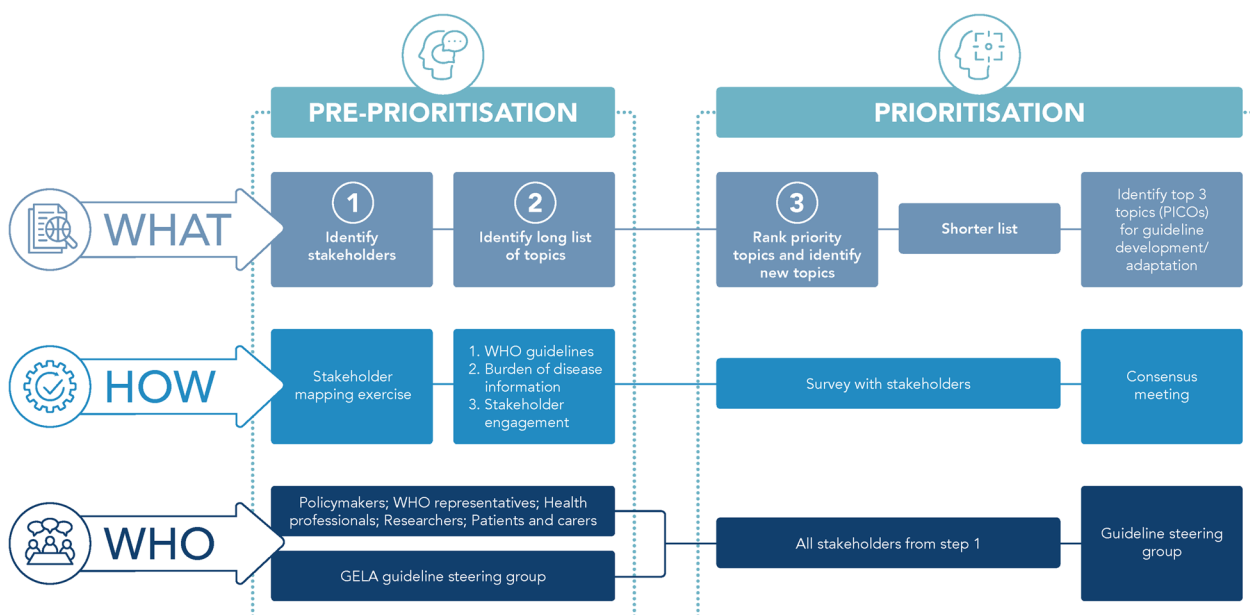 PRE-PRIORITISATION
PRIORITISATION
WHAT
1
Identify
stakeholders
2
Identify long list
of topics
3
Rank priority
topics and identify
new topics
Shorter list
Identify top 3
topics (PICOs)
for guideline
development/
adaptation
HOW
Stakeholder
mapping exercise
1. WHO guidelines
2. Burden of disease
information
3. Stakeholder
engagement
Survey with stakeholders
Consensus
meeting
WHO
Policymakers; WHO representatives; Health
professionals; Researchers; Patients and carers
GELA guideline steering group
All stakeholders from step 1
Guideline steering
group